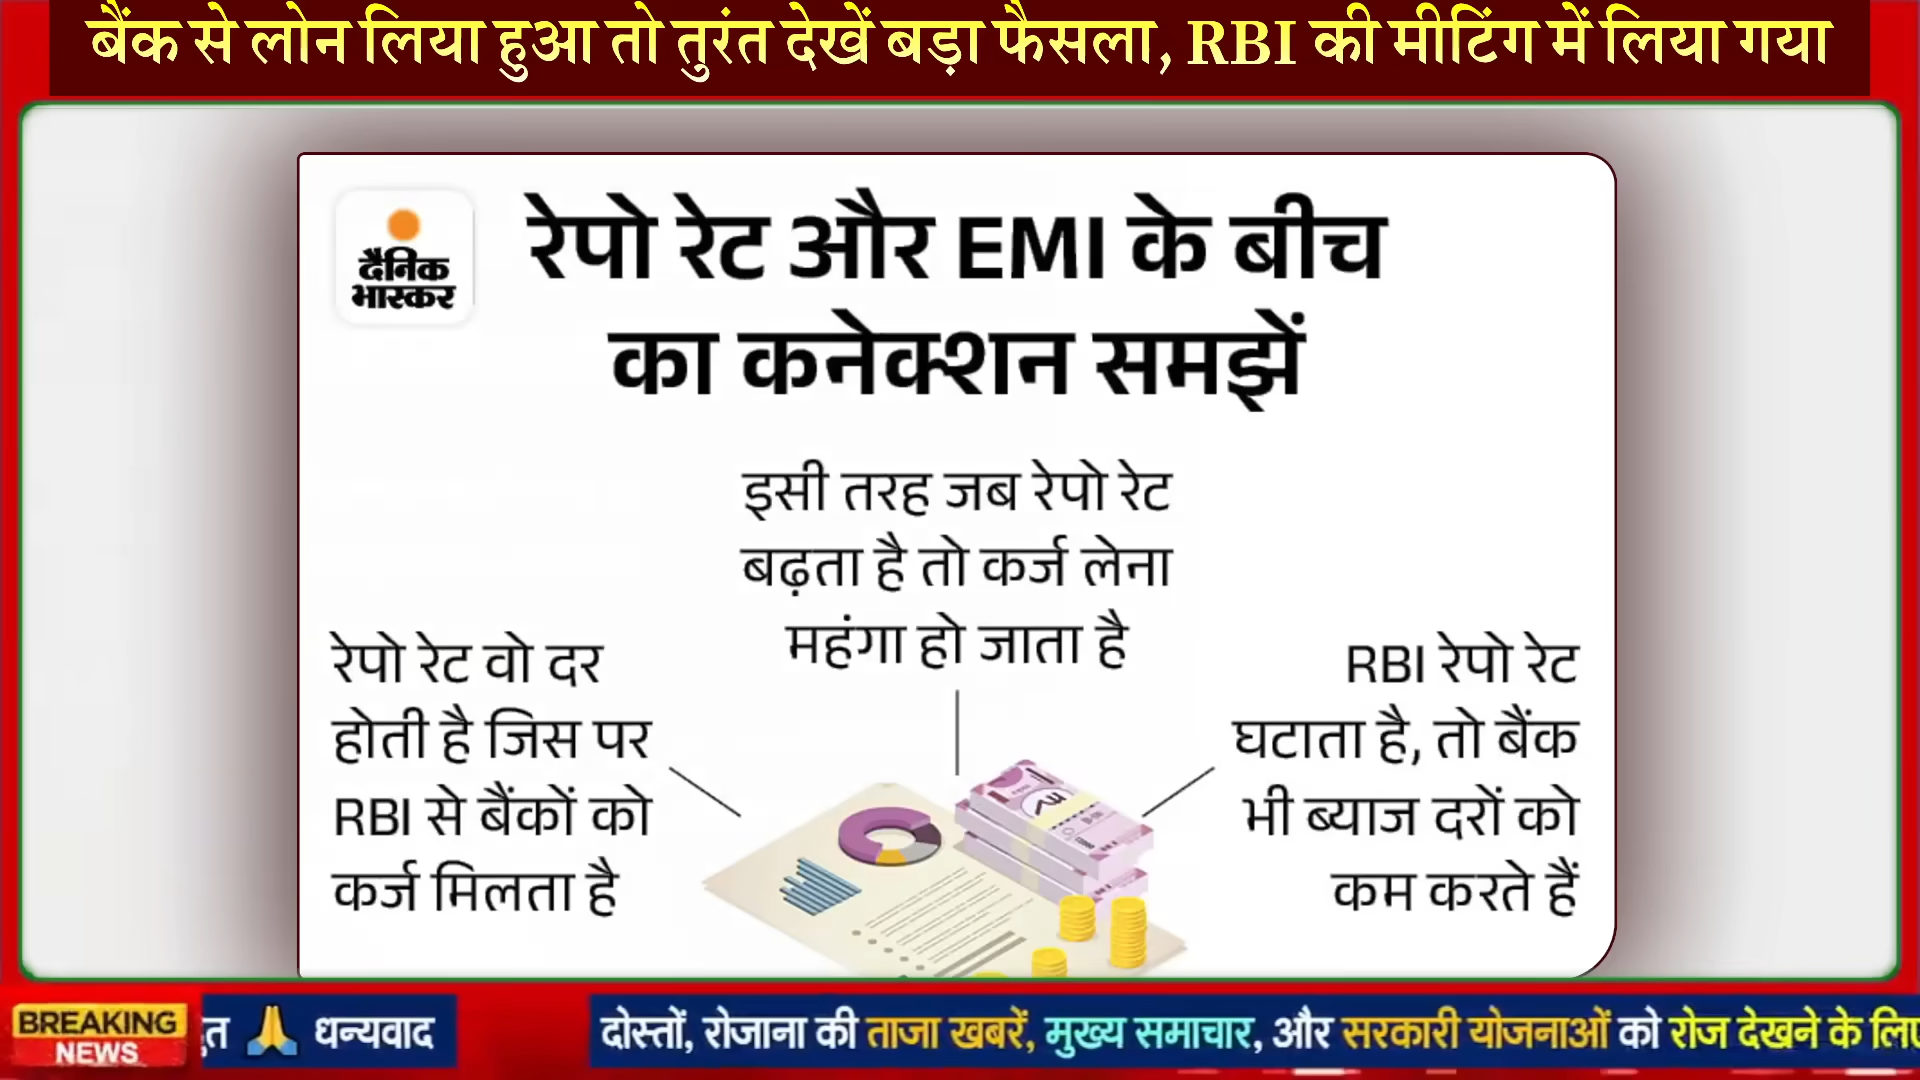 बैंक से लोन लिया हुआ तो तुरंत देखें बड़ा फैसला, RBI की मीटिंग में लिया गया
दैनिक
भास्कर
रेपो रेट और EMI के बीच
का कनेक्शन समझें
इसी तरह जब रेपो रेट
बढ़ता है तो कर्ज लेना
महंगा हो जाता है
रेपो रेट वो दर
होती है जिस पर
RBI से बैंकों को
कर्ज मिलता है
RBI रेपो रेट
घटाता है, तो बैंक
भी ब्याज दरों को
कम करते हैं
BREAKING
NEWS
धन्यवाद
दोस्तों, रोजाना की ताजा खबरें, मुख्य समाचार, और सरकारी योजनाओं को रोज देखने के